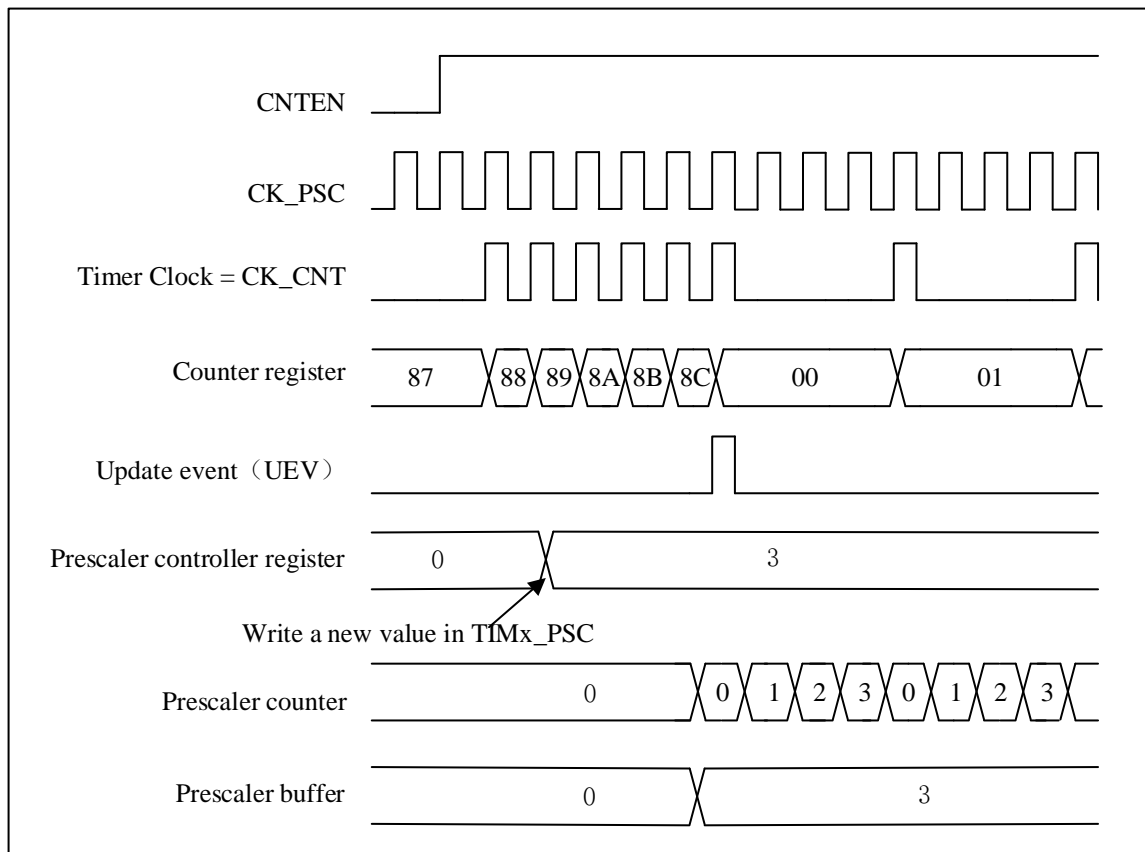 CNTEN
CK_PSC
Timer Clock = CK_CNT
Counter register 87 88 89 8A 8B 8C 00 01
Update event（UEV）
Prescaler controller register 0 3
Write a new value in TIMx_PSC
Prescaler counter 0 0 1 2 3 0 1 2 3
Prescaler buffer 0 3